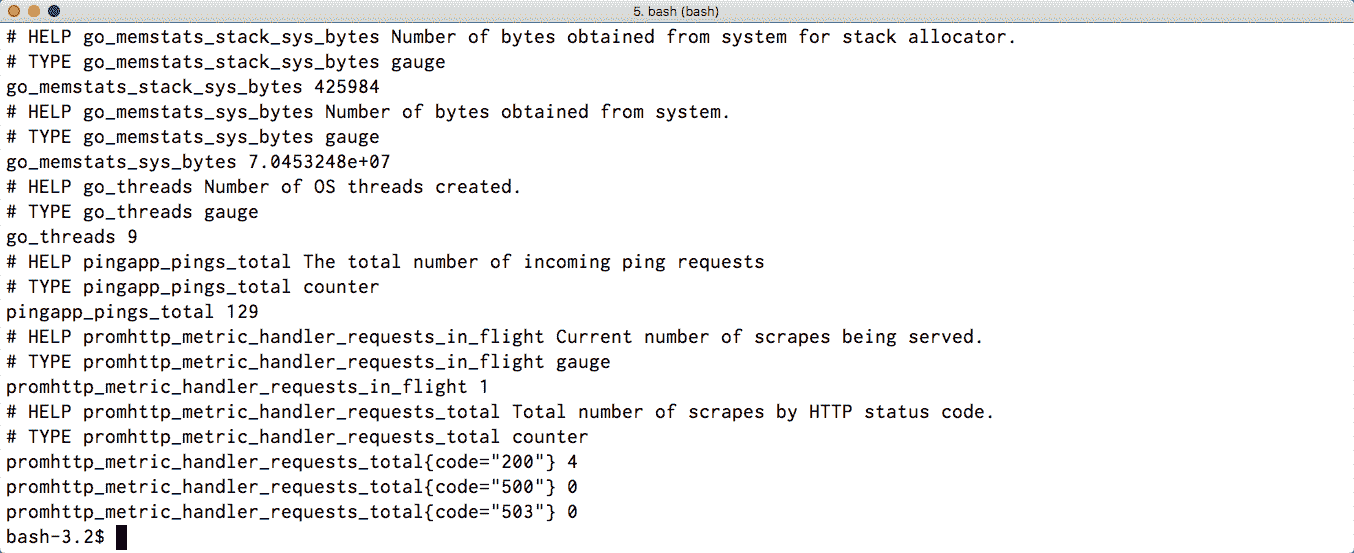 5. bash (bash)
# HELP go_memstats_stack_sys_bytes Number of bytes obtained from system for stack allocator.
# TYPE go_memstats_stack_sys_bytes gauge
go_memstats_stack_sys_bytes 425984
# HELP go_memstats_sys_bytes Number of bytes obtained from system.
# TYPE go_memstats_sys_bytes gauge
go_memstats_sys_bytes 7.0453248e+07
# HELP go_threads Number of OS threads created.
# TYPE go_threads gauge
go_threads 9
# HELP pingapp_pings_total The total number of incoming ping requests
# TYPE pingapp_pings_total counter
pingapp_pings_total 129
# HELP promhttp_metric_handler_requests_in_flight Current number of scrapes being served.
# TYPE promhttp_metric_handler_requests_in_flight gauge
promhttp_metric_handler_requests_in_flight 1
# HELP promhttp_metric_handler_requests_total Total number of scrapes by HTTP status code.
# TYPE promhttp_metric_handler_requests_total counter
promhttp_metric_handler_requests_total{code="200"} 4
promhttp_metric_handler_requests_total{code="500"} 0
promhttp_metric_handler_requests_total{code="503"} 0
bash-3.2$